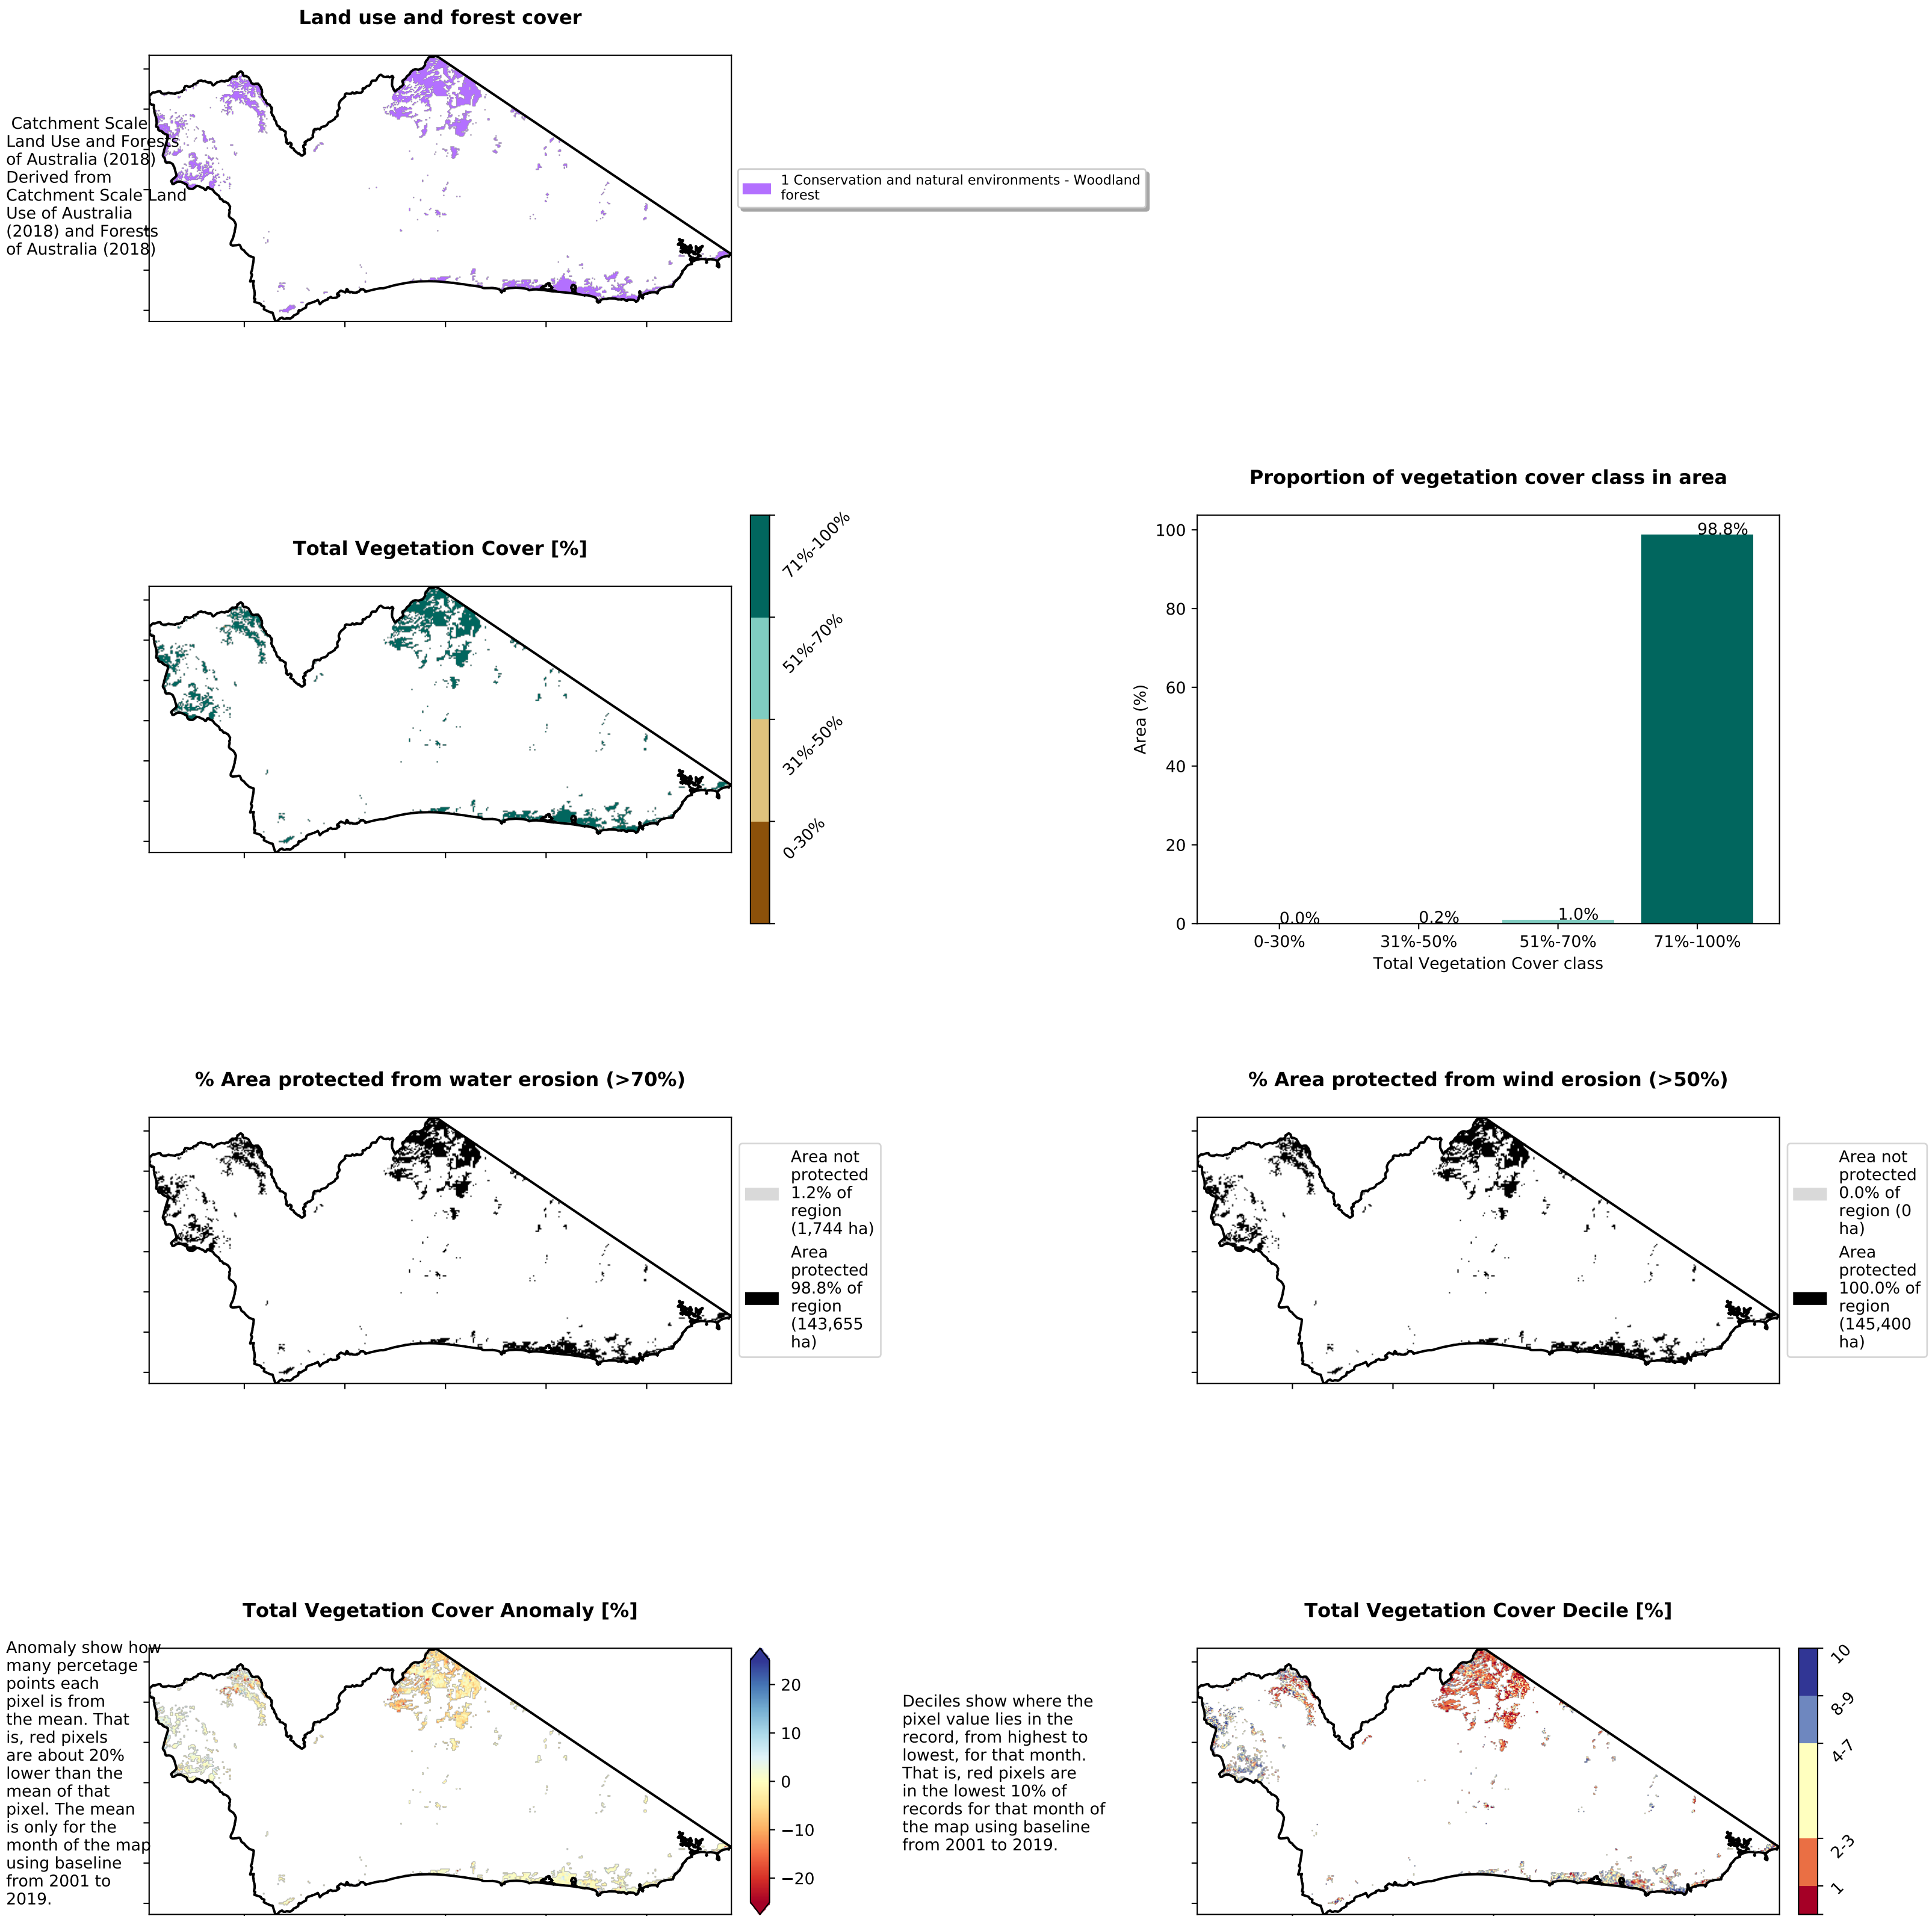 Land use and forest cover
Catchment Scale
Land Use and Forests
of Australia (2018)
Derived from
Catchment Scale Land
Use of Australia
(2018) and Forests
of Australia (2018)
1 Conservation and natural environments - Woodland
forest
Total Vegetation Cover [%]
71%-100%
51%-70%
31%-50%
0-30%
Proportion of vegetation cover class in area
Area (%)
100
80
60
40
20
0
0.0%
0.2%
1.0%
98.8%
0-30%
31%-50%
51%-70%
71%-100%
Total Vegetation Cover class
% Area protected from water erosion (>70%)
Area not
protected
1.2% of
region
(1,744 ha)
Area
protected
98.8% of
region
(143,655
ha)
% Area protected from wind erosion (>50%)
Area not
protected
0.0% of
region (0
ha)
Area
protected
100.0% of
region
(145,400
ha)
Total Vegetation Cover Anomaly [%]
Anomaly show how
many percetage
points each
pixel is from
the mean. That
is, red pixels
are about 20%
lower than the
mean of that
pixel. The mean
is only for the
month of the map
using baseline
from 2001 to
2019.
20
10
0
−10
−20
Total Vegetation Cover Decile [%]
Deciles show where the
pixel value lies in the
record, from highest to
lowest, for that month.
That is, red pixels are
in the lowest 10% of
records for that month of
the map using baseline
from 2001 to 2019.
10
8-9
4-7
2-3
1